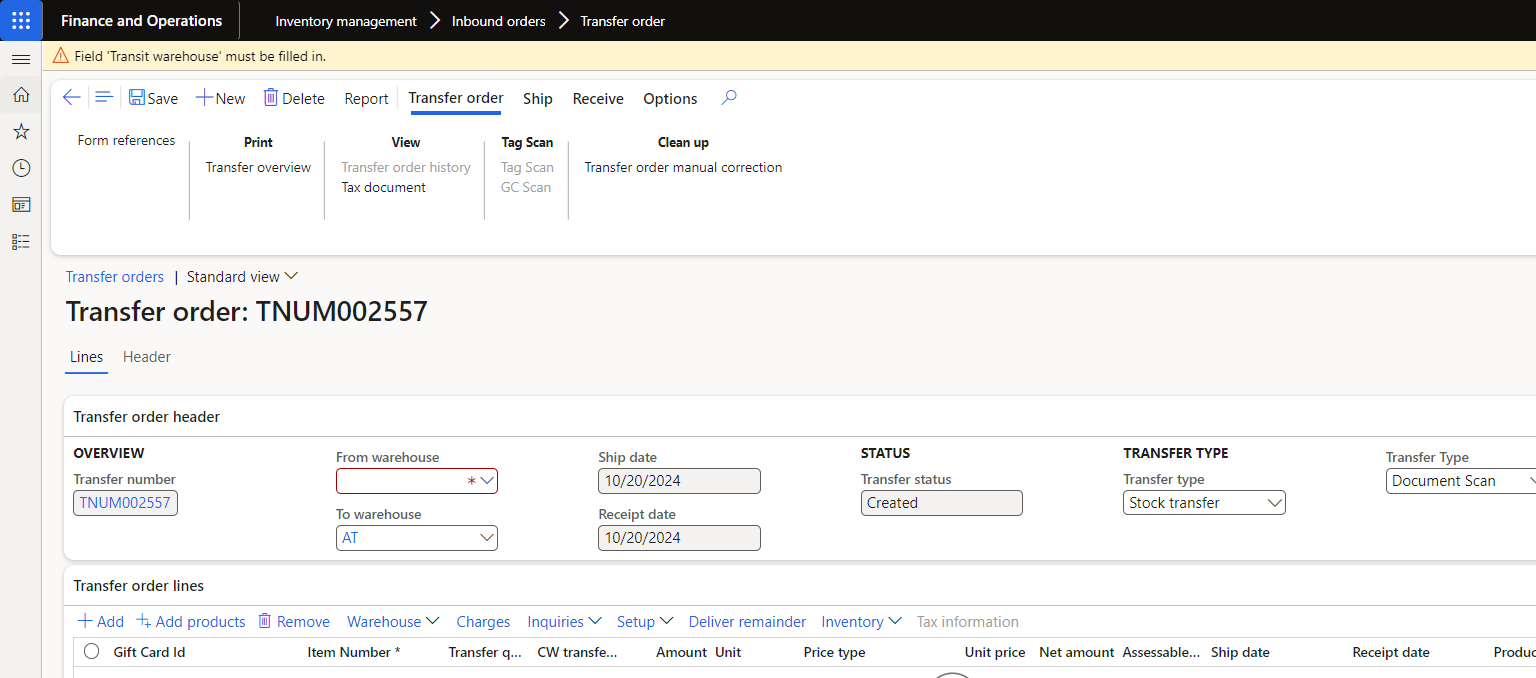 Finance and Operations
Inventory management > Inbound orders > Transfer order
Field 'Transit warehouse' must be filled in.
Save New Delete Report Transfer order Ship Receive Options
Form references
Print
Transfer overview
View
Transfer order history
Tax document
Tag Scan
Tag Scan
GC Scan
Clean up
Transfer order manual correction
Transfer orders | Standard view
Transfer order: TNUM002557
Lines Header
Transfer order header
OVERVIEW
Transfer number
TNUM002557
From warehouse
*
To warehouse
AT
Ship date
10/20/2024
Receipt date
10/20/2024
STATUS
Transfer status
Created
TRANSFER TYPE
Transfer type
Stock transfer
Transfer Type
Document Scan
Transfer order lines
+ Add Add products Remove Warehouse Charges Inquiries Setup Deliver remainder Inventory Tax information
Gift Card Id Item Number * Transfer q... CW transfe... Amount Unit Price type Unit price Net amount Assessable... Ship date Receipt date Produc